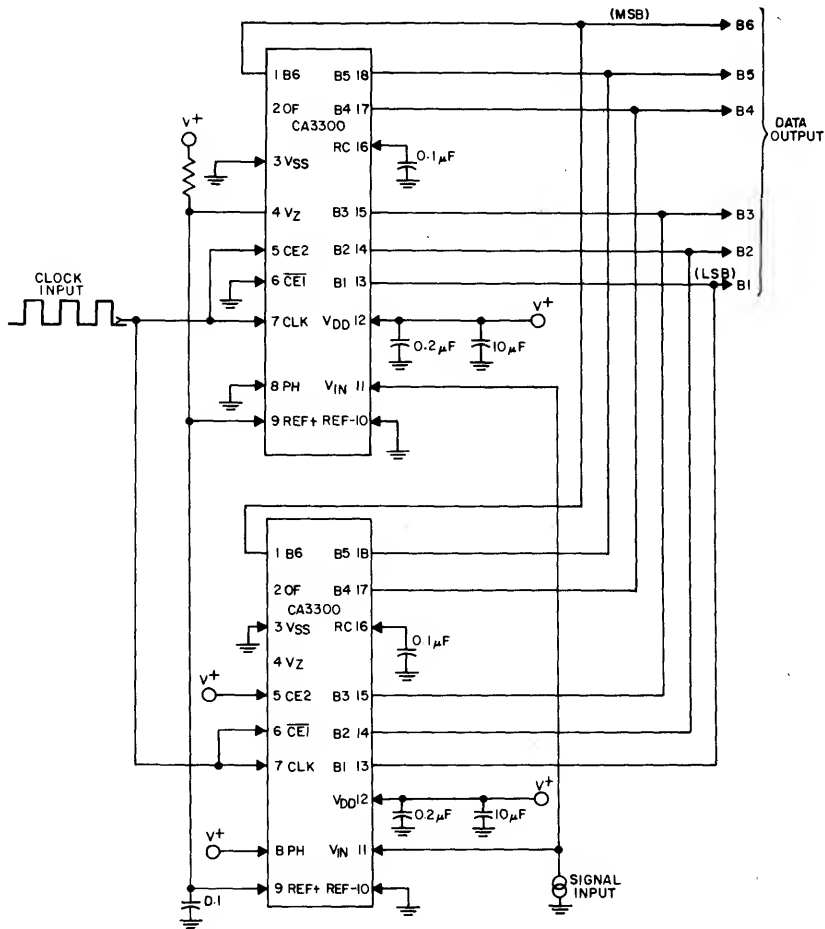 (MSB)
B6
B5
B4
DATA OUTPUT
B3
B2
(LSB)
B1
1 B6
B5 18
2 OF
B4 17
CA3300
RC 16
0.1µF
V+
3 VSS
4 VZ
B3 15
5 CE2
B2 14
6 CE1
B1 13
CLOCK INPUT
7 CLK
VDD 12
V+
0.2µF
10µF
8 PH
VIN 11
9 REF+
REF- 10
1 B6
B5 18
2 OF
B4 17
CA3300
3 VSS
RC 16
0.1µF
4 VZ
V+
5 CE2
B3 15
6 CE1
B2 14
7 CLK
B1 13
VDD 12
V+
0.2µF
10µF
V+
8 PH
VIN 11
9 REF+
REF- 10
0.1
SIGNAL INPUT